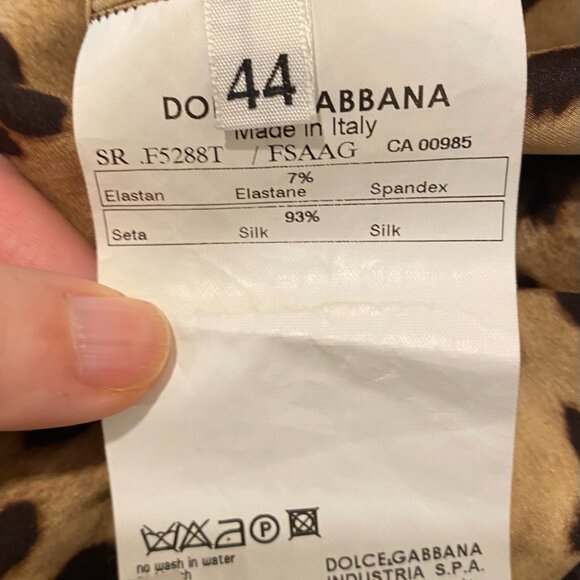 44
DOL ABBANA
Made in Italy
SR .F5288T / FSAAG CA 00985
7%
Elastan Elastane Spandex
93%
Seta Silk Silk
P
no wash in water
DOLCE&GABBANA
INDUSTRIA S.P.A.